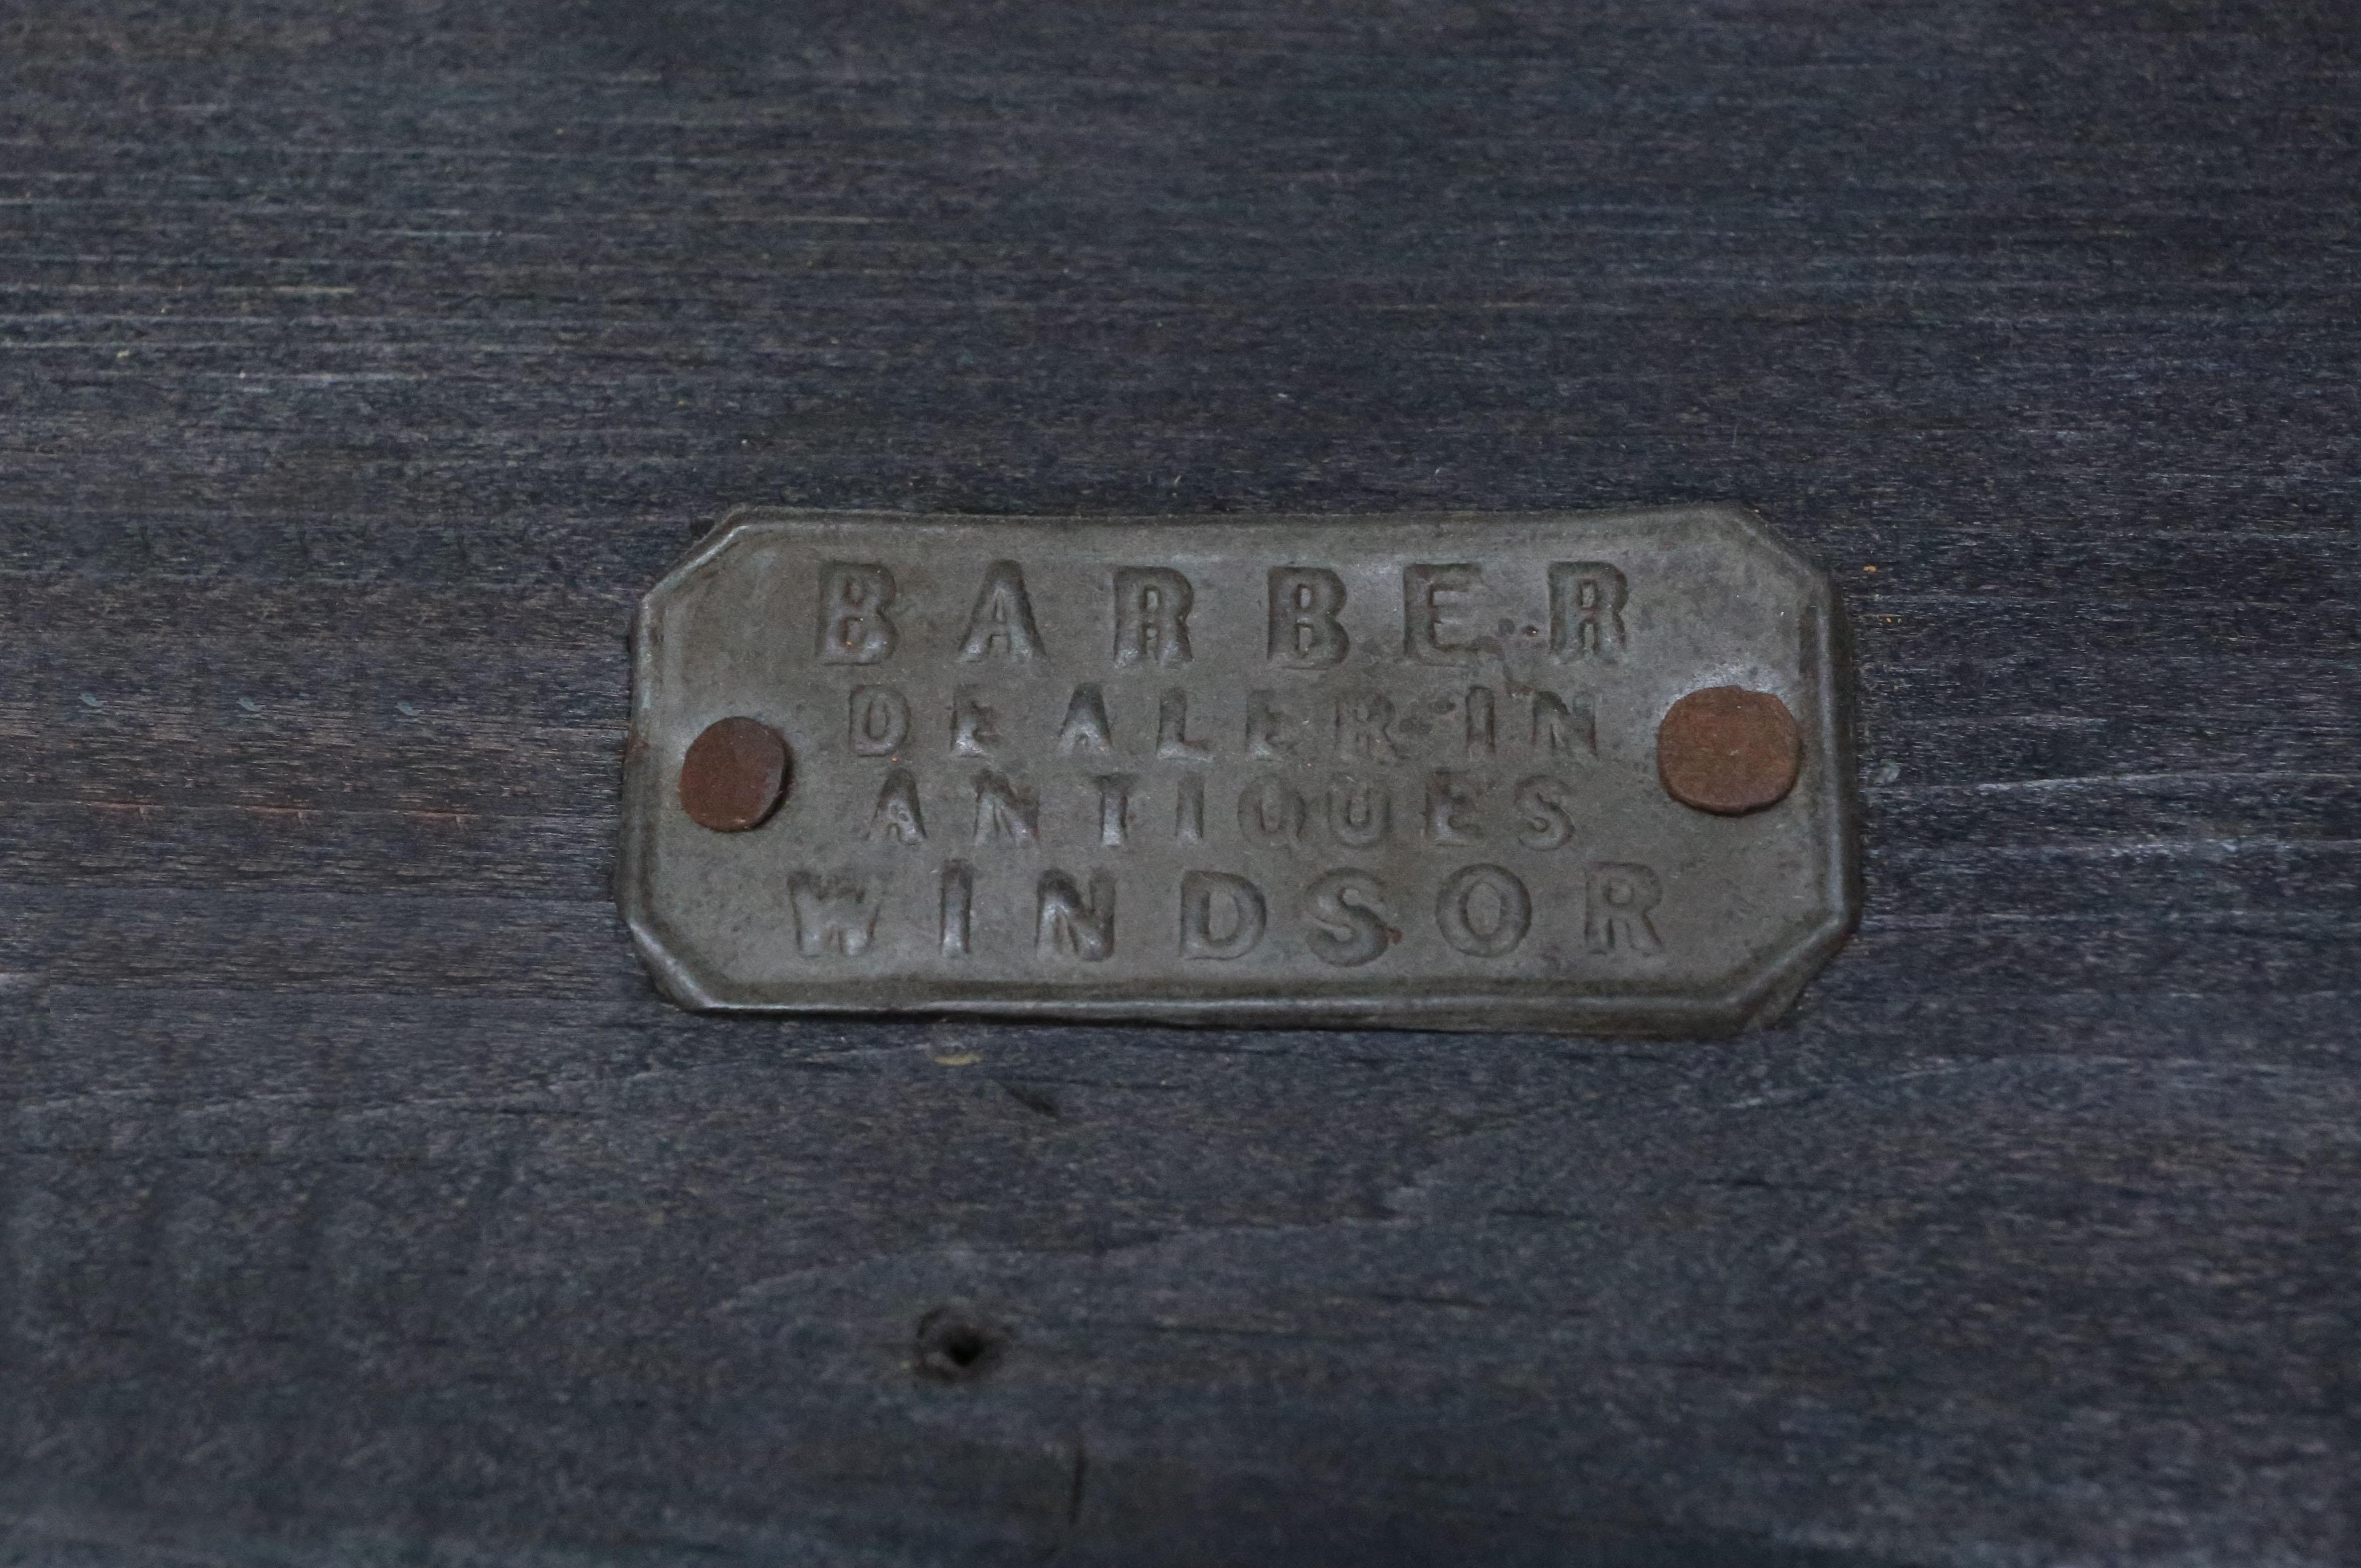 BARBER
DEALER IN
ANTIQUES
WINDSOR